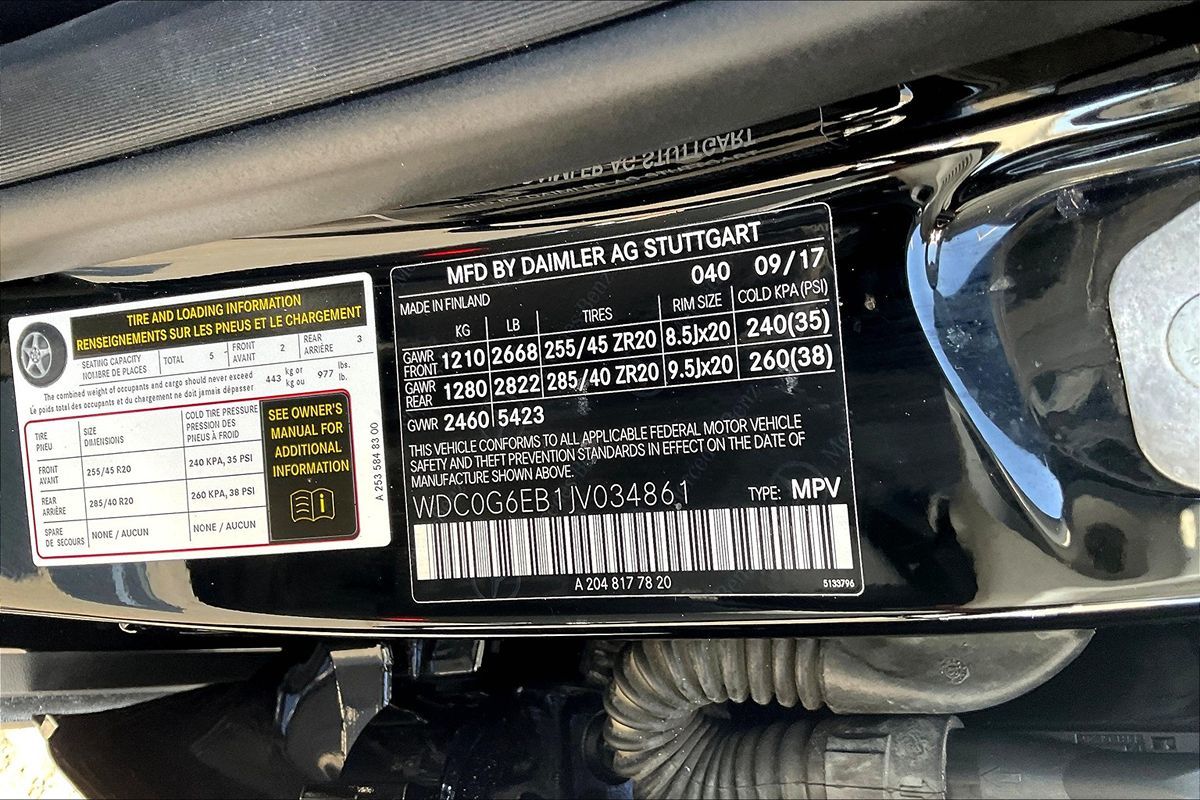 TIRE AND LOADING INFORMATION
RENSEIGNEMENTS SUR LES PNEUS ET LE CHARGEMENT
SEATING CAPACITY
NOMBRE DE PLACES
TOTAL 5
FRONT
AVANT
2
REAR
ARRIÈRE
3
The combined weight of occupants and cargo should never exceed
Le poids total des occupants et du chargement ne doit jamais dépasser
443 kg or
kg ou
977 lbs.
lb.
TIRE
PNEU
SIZE
DIMENSIONS
COLD TIRE PRESSURE
PRESSION DES
PNEUS À FROID
FRONT
AVANT
255/45 R20
240 KPA, 35 PSI
REAR
ARRIÈRE
285/40 R20
260 KPA, 38 PSI
SPARE
DE SECOURS
NONE / AUCUN
NONE / AUCUN
SEE OWNER'S
MANUAL FOR
ADDITIONAL
INFORMATION
A 253 584 83 00
MFD BY DAIMLER AG STUTTGART
040 09/17
MADE IN FINLAND
KG LB TIRES RIM SIZE COLD KPA (PSI)
GAWR
FRONT
1210 2668 255/45 ZR20 8.5Jx20 240(35)
GAWR
REAR
1280 2822 285/40 ZR20 9.5Jx20 260(38)
GVWR 2460 5423
THIS VEHICLE CONFORMS TO ALL APPLICABLE FEDERAL MOTOR VEHICLE
SAFETY AND THEFT PREVENTION STANDARDS IN EFFECT ON THE DATE OF
MANUFACTURE SHOWN ABOVE.
WDC0G6EB1JV034861 TYPE: MPV
A 204 817 78 20
5133796